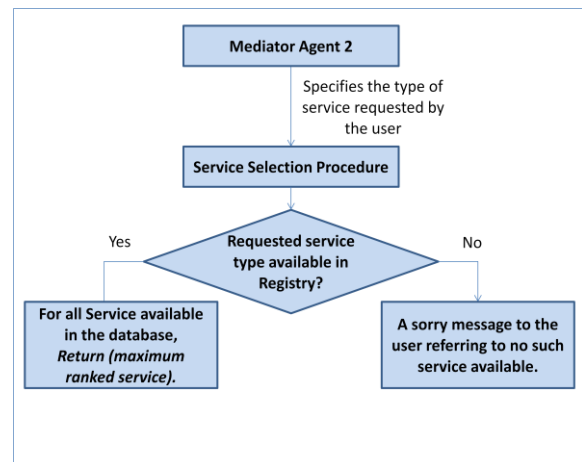 Mediator Agent 2
Specifies the type of
service requested by
the user
Service Selection Procedure
Yes
Requested service
type available in
Registry?
No
For all Service available
in the database,
Return (maximum
ranked service).
A sorry message to the
user referring to no such
service available.